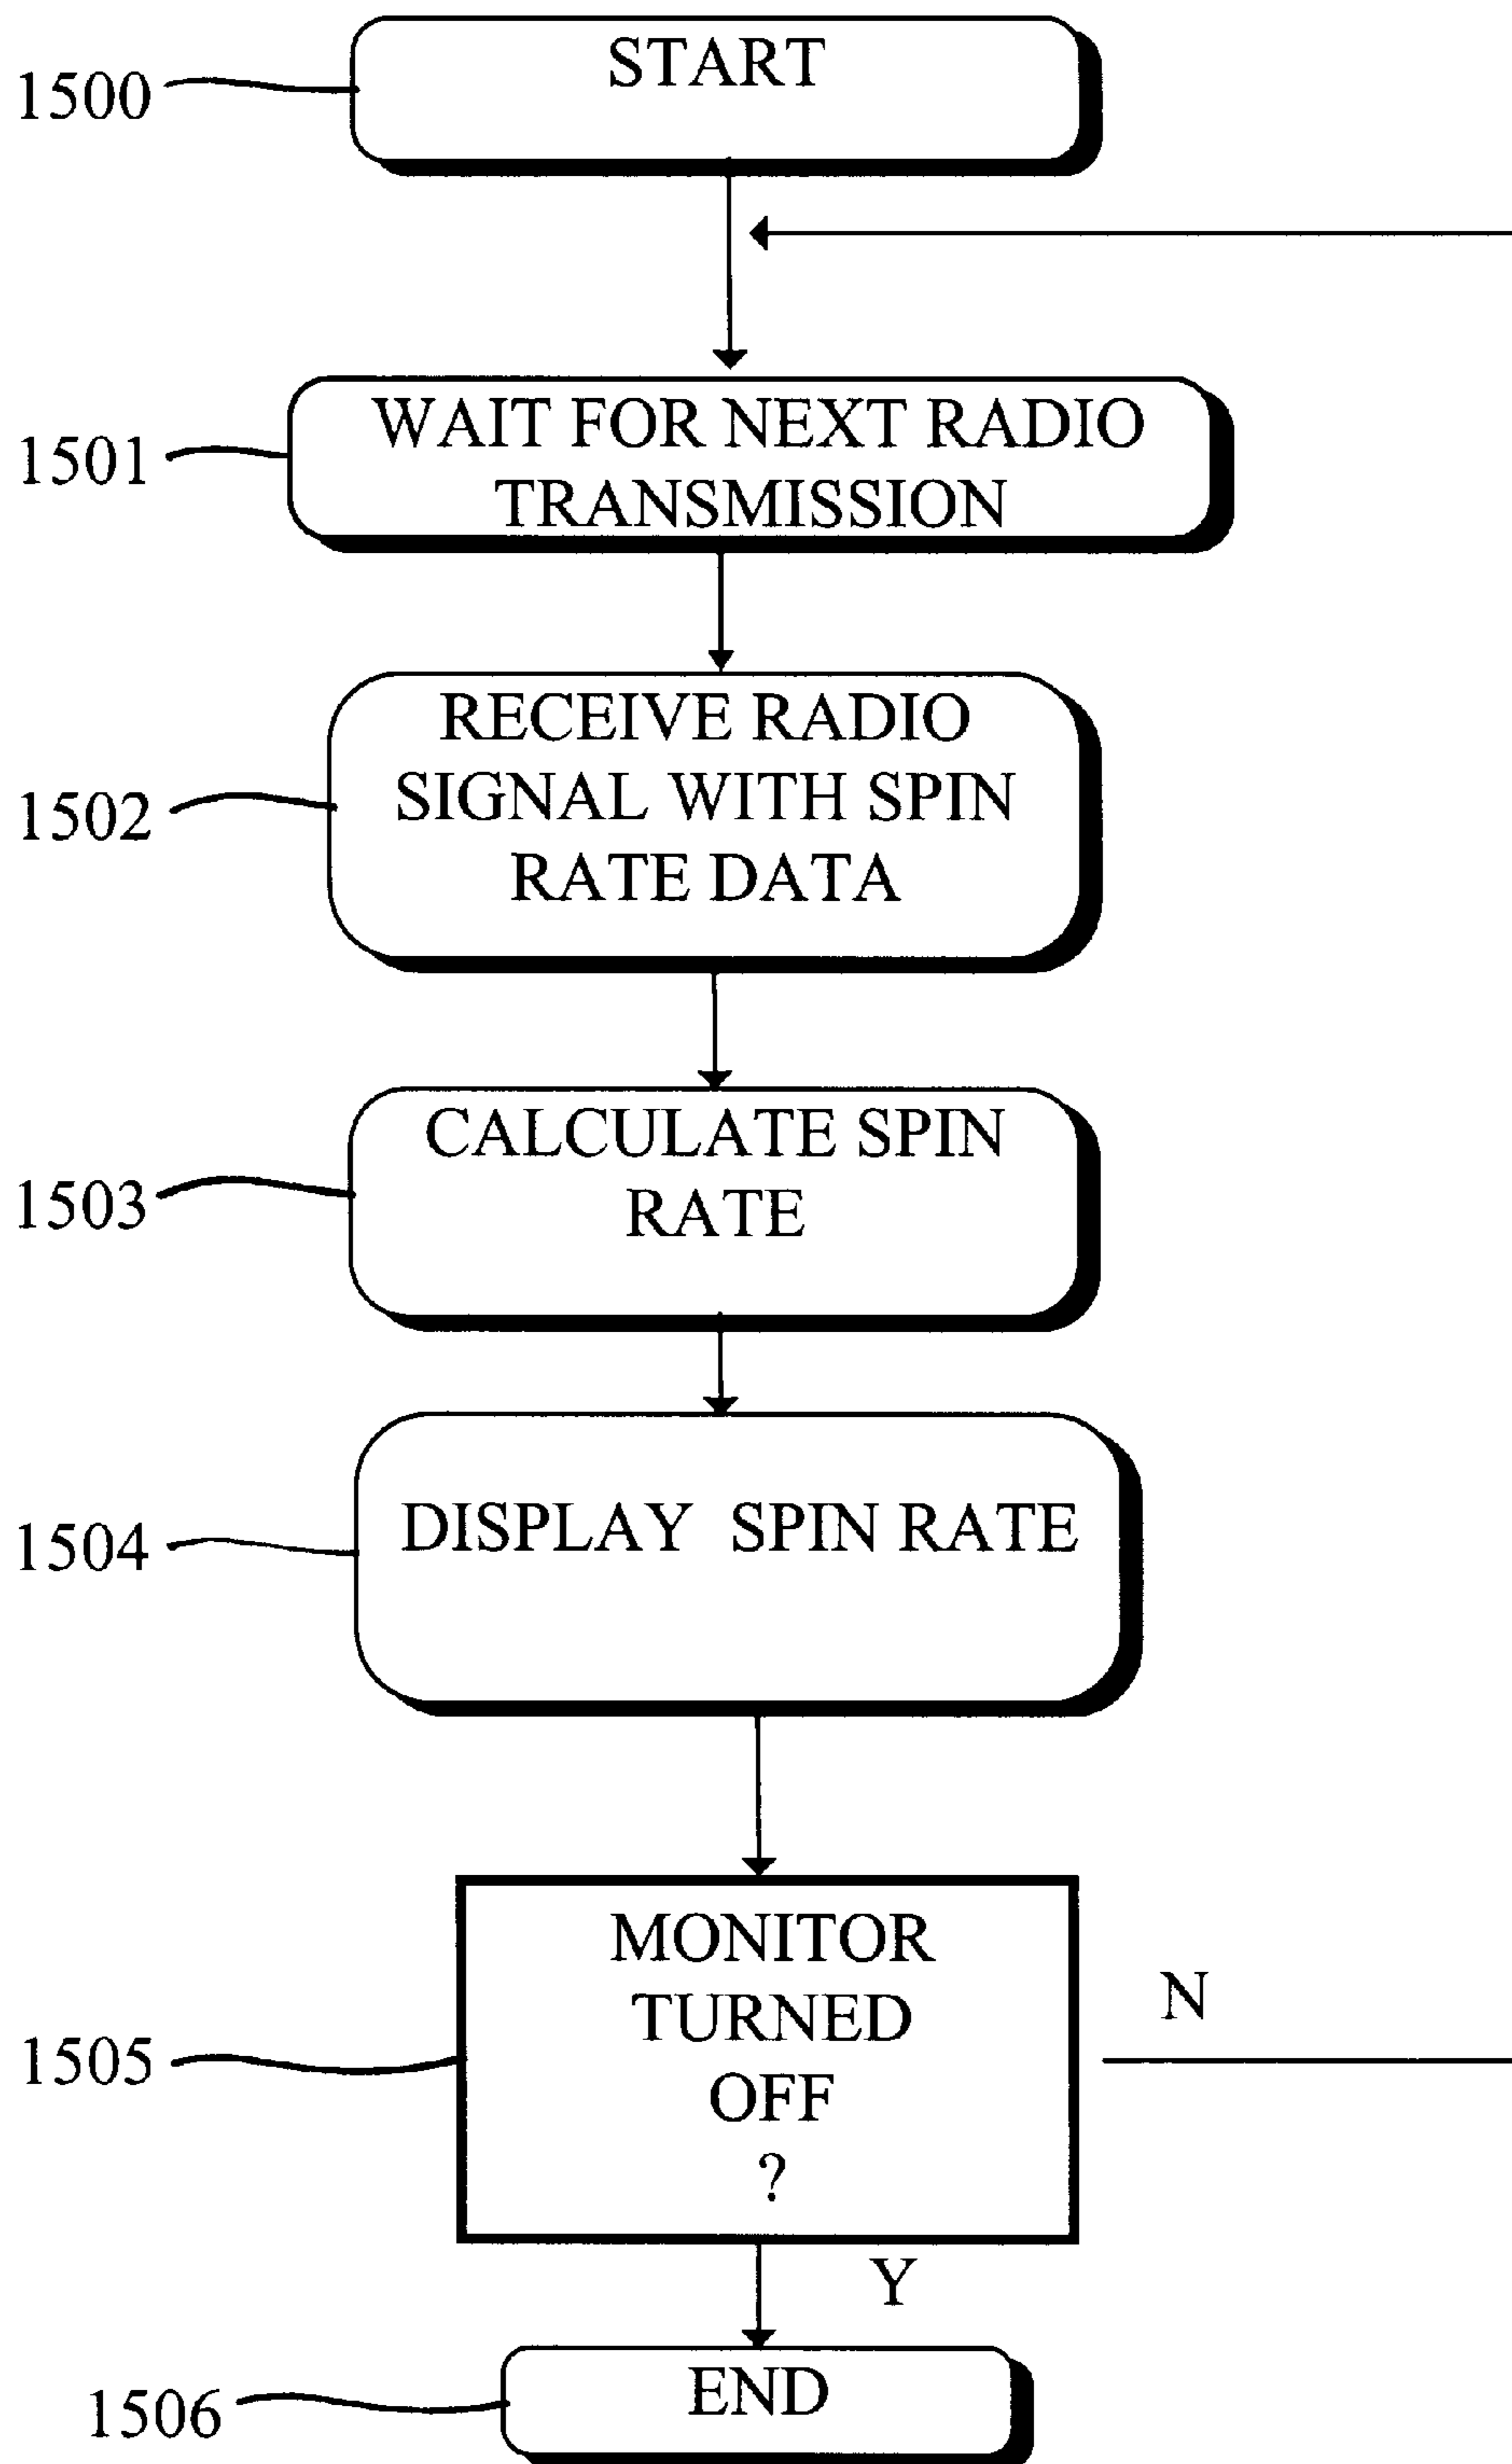 START
1500
WAIT FOR NEXT RADIO
TRANSMISSION
1501
RECEIVE RADIO
SIGNAL WITH SPIN
RATE DATA
1502
CALCULATE SPIN
RATE
1503
DISPLAY SPIN RATE
1504
MONITOR
TURNED
OFF
?
1505
N
Y
END
1506